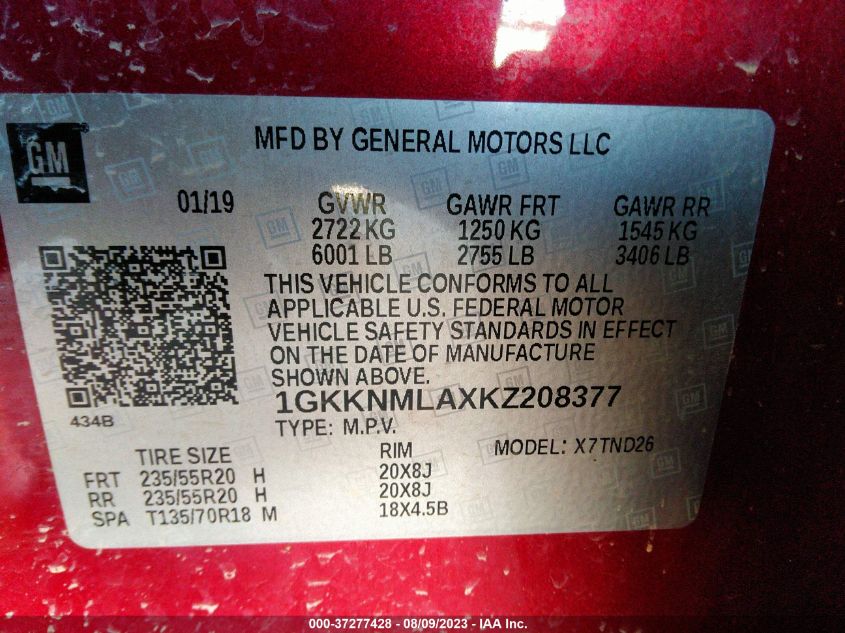 GM
MFD BY GENERAL MOTORS LLC
01/19 GVWR GAWR FRT GAWR RR
2722 KG 1250 KG 1545 KG
6001 LB 2755 LB 3406 LB
THIS VEHICLE CONFORMS TO ALL
APPLICABLE U.S. FEDERAL MOTOR
VEHICLE SAFETY STANDARDS IN EFFECT
ON THE DATE OF MANUFACTURE
SHOWN ABOVE.
434B
1GKKNMLAXKZ208377
TYPE: M.P.V. MODEL: X7TND26
TIRE SIZE RIM
FRT 235/55R20 H 20X8J
RR 235/55R20 H 20X8J
SPA T135/70R18 M 18X4.5B
000-37277428 - 08/09/2023 - IAA Inc.